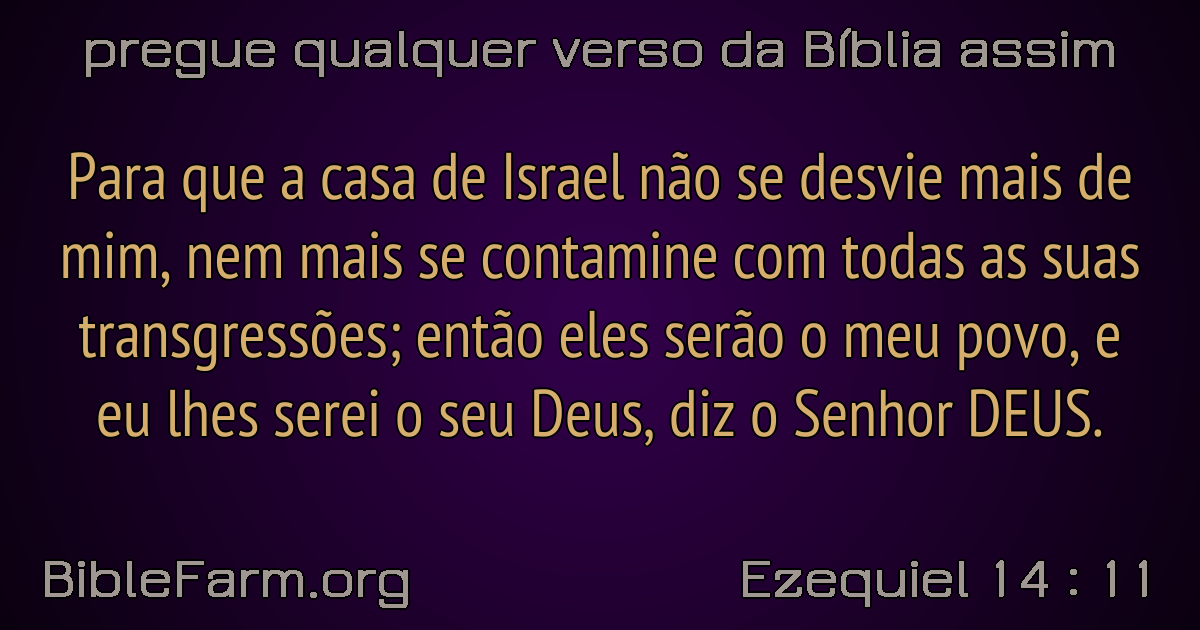 pregue qualquer verso da Bíblia assim
Para que a casa de Israel não se desvie mais de
mim, nem mais se contamine com todas as suas
transgressões; então eles serão o meu povo, e
eu lhes serei o seu Deus, diz o Senhor DEUS.
BibleFarm.org
Ezequiel 14 : 11